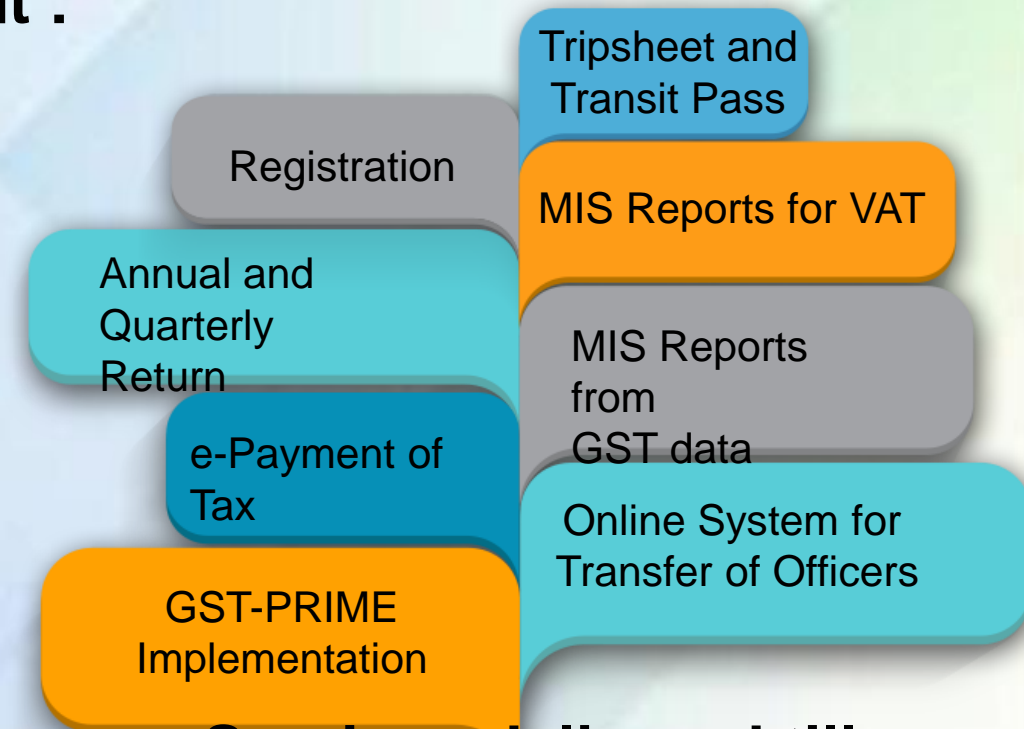 Tripsheet and
Transit Pass
Registration
MIS Reports for VAT
Annual and
Quarterly
Return
MIS Reports
from
GST data
e-Payment of
Tax
Online System for
Transfer of Officers
GST-PRIME
Implementation